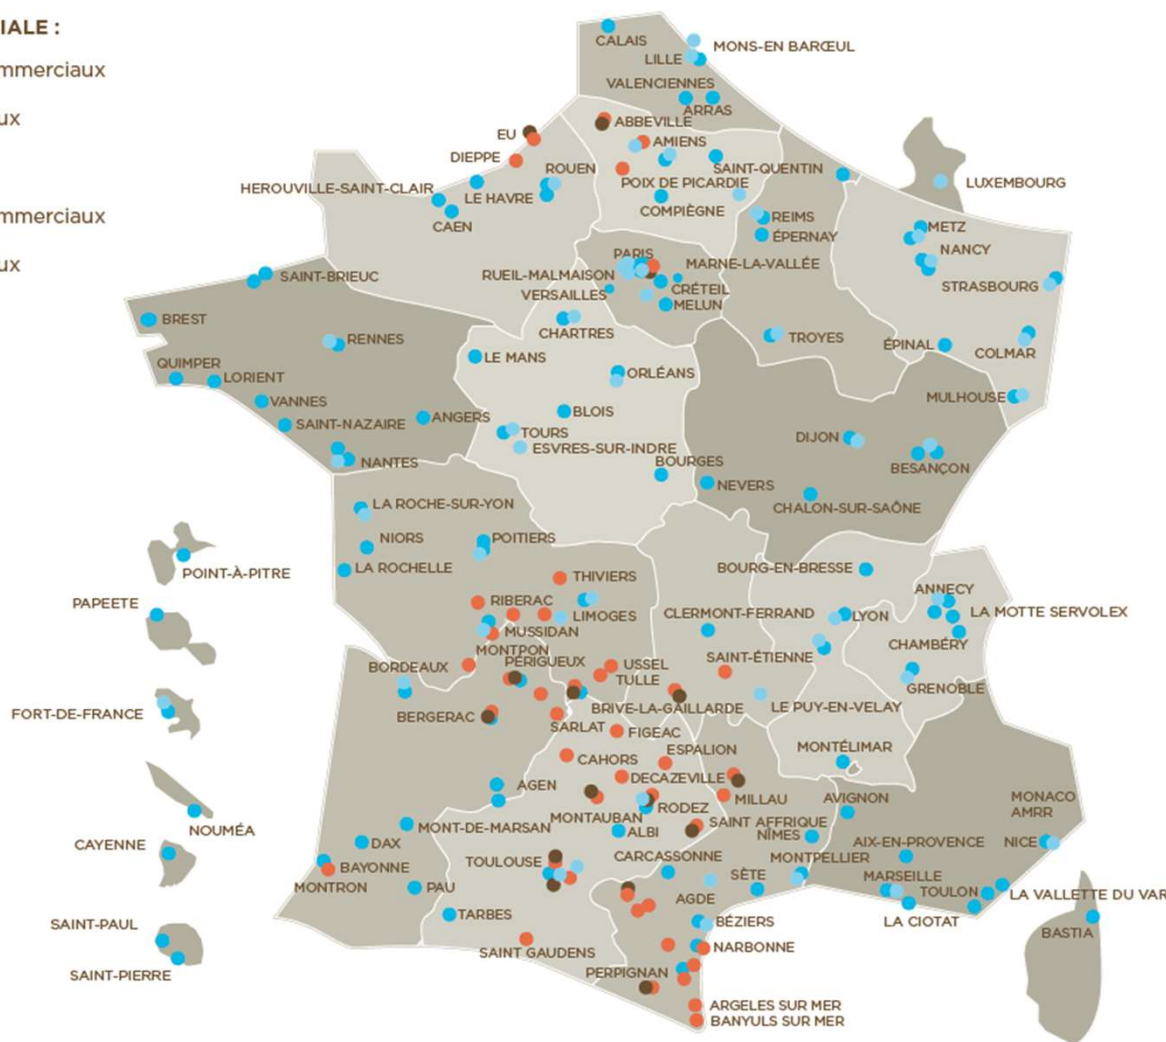 IALE :
mmerciaux
ux
mmerciaux
ux
CALAIS
MONS-EN BARŒUL
LILLE
VALENCIENNES
ARRAS
ABBEVILLE
EU
AMIENS
DIEPPE
ROUEN
SAINT-QUENTIN
POIX DE PICARDIE
LUXEMBOURG
HEROUVILLE-SAINT-CLAIR
LE HAVRE
COMPIÈGNE
REIMS
CAEN
METZ
ÉPERNAY
NANCY
PARIS
MARNE-LA-VALLÉE
RUEIL-MALMAISON
SAINT-BRIEUC
CRÉTEIL
STRASBOURG
VERSAILLES
MELUN
BREST
CHARTRES
RENNES
TROYES
ÉPINAL
COLMAR
LE MANS
QUIMPER
LORIENT
ORLÉANS
MULHOUSE
VANNES
BLOIS
ANGERS
SAINT-NAZAIRE
TOURS
DIJON
ESVRES-SUR-INDRE
NANTES
BOURGES
BESANÇON
NEVERS
CHALON-SUR-SAÔNE
LA ROCHE-SUR-YON
NIORS
POITIERS
LA ROCHELLE
BOURG-EN-BRESSE
POINT-À-PITRE
THIVIERS
ANNECY
PAPEETE
RIBERAC
LIMOGES
CLERMONT-FERRAND
LYON
LA MOTTE SERVOLEX
MUSSIDAN
CHAMBÉRY
MONTPON
SAINT-ÉTIENNE
PÉRIGUEUX
BORDEAUX
USSEL
TULLE
GRENOBLE
FORT-DE-FRANCE
BERGERAC
BRIVE-LA-GAILLARDE
LE PUY-EN-VELAY
SARLAT
FIGEAC
MONTÉLIMAR
ESPALION
CAHORS
DECAZEVILLE
AGEN
MILLAU
AVIGNON
MONACO
AMRR
RODEZ
MONTAUBAN
SAINT AFFRIQUE
NOUMÉA
MONT-DE-MARSAN
ALBI
NÎMES
CAYENNE
DAX
AIX-EN-PROVENCE
NICE
CARCASSONNE
MONTPELLIER
TOULOUSE
BAYONNE
SÈTE
MARSEILLE
MONTRON
PAU
AGDE
TOULON
LA VALLETTE DU VAR
TARBES
BÉZIERS
LA CIOTAT
SAINT-PAUL
BASTIA
SAINT GAUDENS
NARBONNE
SAINT-PIERRE
PERPIGNAN
ARGELES SUR MER
BANYULS SUR MER